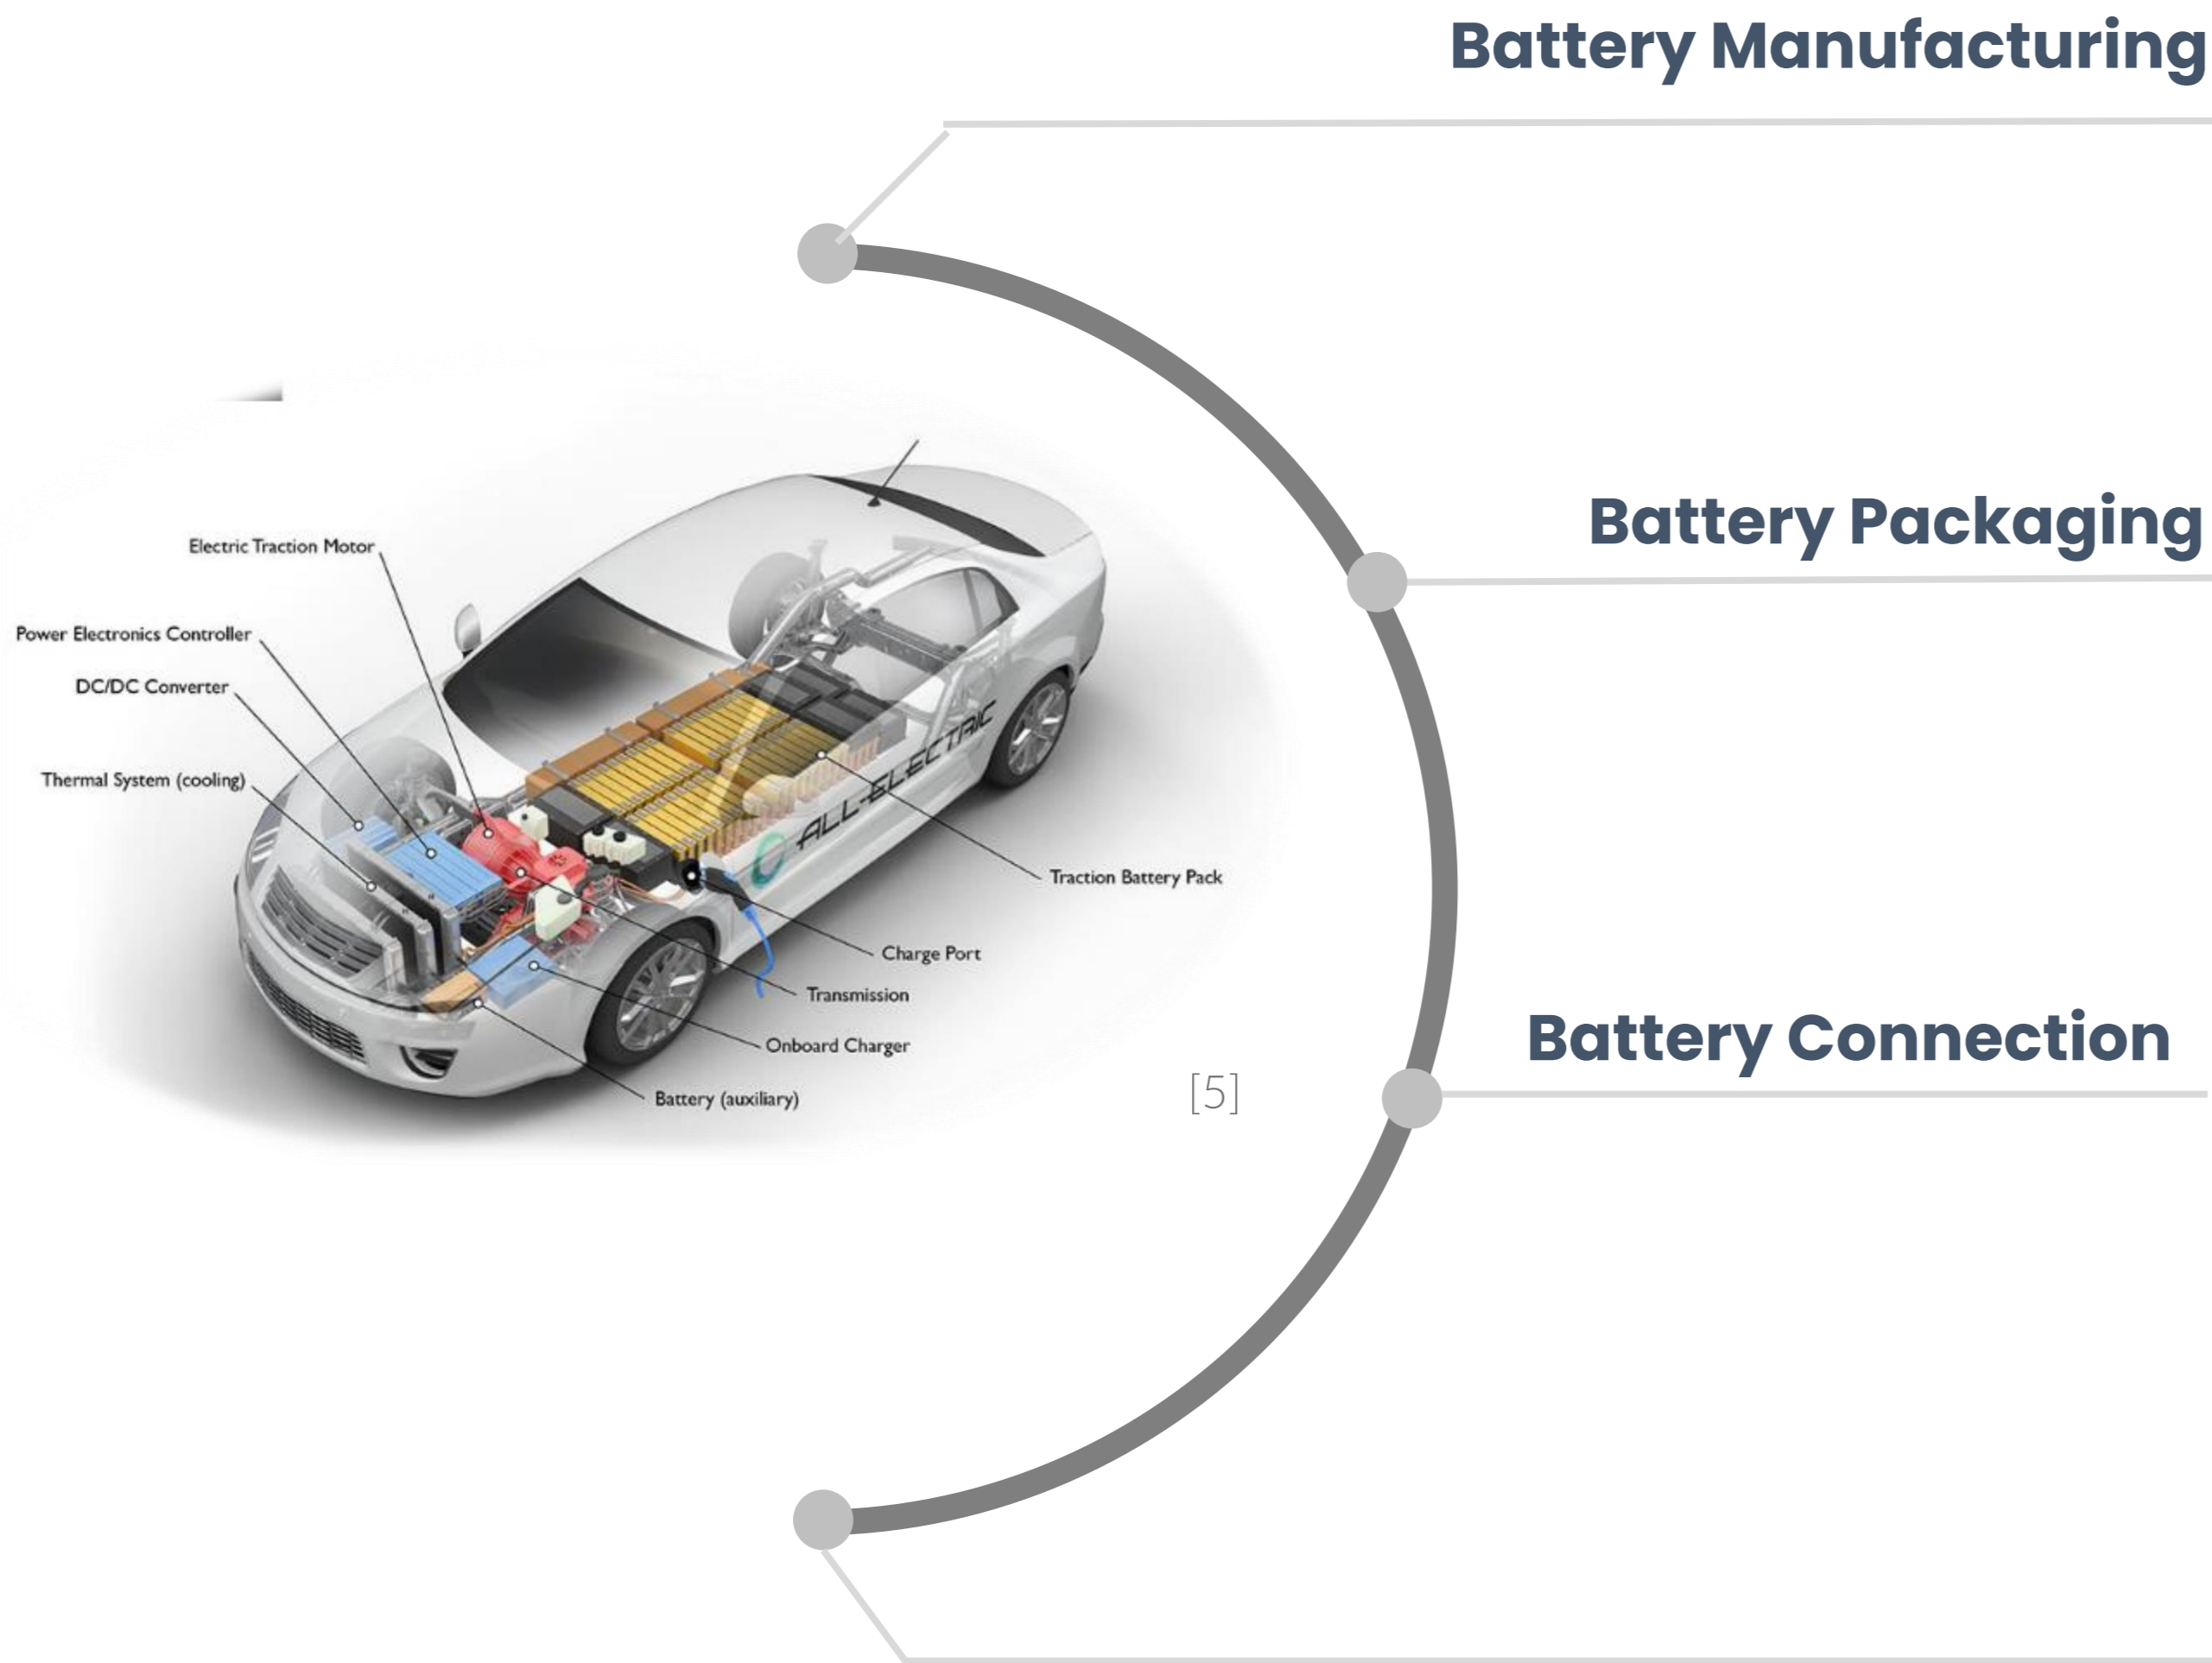 Battery Manufacturing
Battery Packaging
Electric Traction Motor
Power Electronics Controller
DC/DC Converter
Thermal System (cooling)
ALL-ELECTRIC
Traction Battery Pack
Charge Port
Transmission
Onboard Charger
Battery (auxiliary)
[5]
Battery Connection